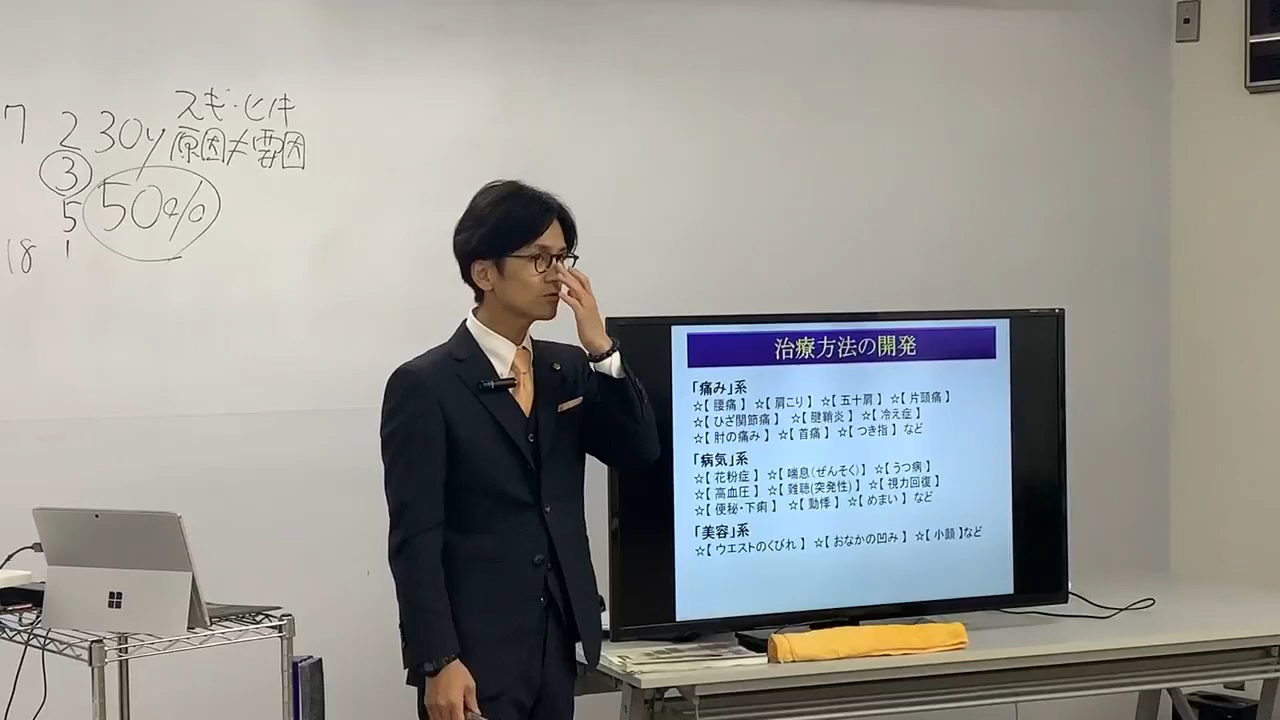 スギ・ヒノキ
7 2 30y 原因≠要因
3
5 50%
18 1
治療方法の開発
「痛み」系
☆【 腰痛 】 ☆【 肩こり 】 ☆【 五十肩 】 ☆【 片頭痛 】
☆【 ひざ関節痛 】 ☆【 腱鞘炎 】 ☆【 冷え症 】
☆【 肘の痛み 】 ☆【 首痛 】 ☆【 つき指 】 など
「病気」系
☆【 花粉症 】 ☆【 喘息(ぜんそく) 】 ☆【 うつ病 】
☆【 高血圧 】 ☆【 難聴(突発性) 】 ☆【 視力回復 】
☆【 便秘・下痢 】 ☆【 動悸 】 ☆【 めまい 】 など
「美容」系
☆【 ウエストのくびれ 】 ☆【 おなかの凹み 】 ☆【 小顔 】など